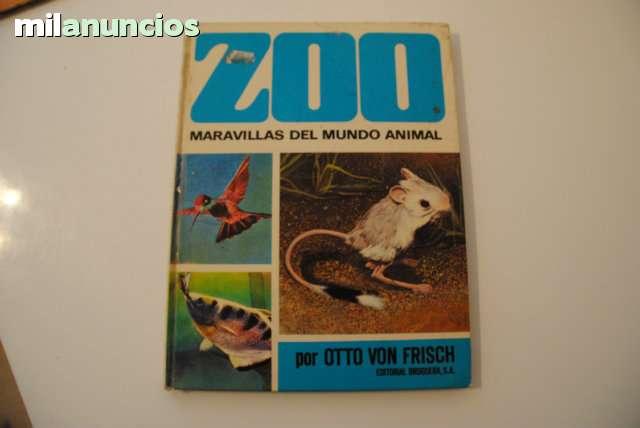 milanuncios
ZOO
MARAVILLAS DEL MUNDO ANIMAL
por OTTO VON FRISCH
EDITORIAL BRUGUERA, S.A.